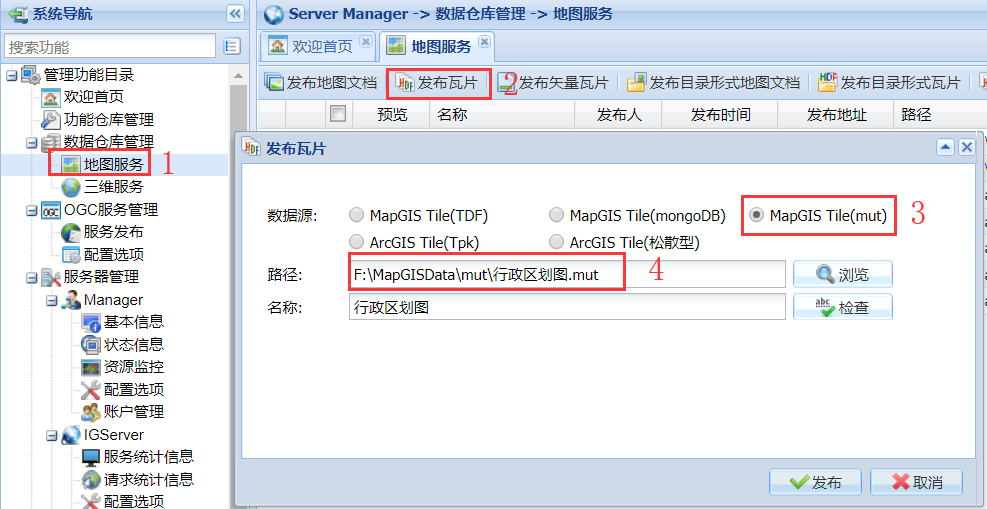 系统导航
搜索功能
管理功能目录
欢迎首页
功能仓库管理
数据仓库管理
地图服务
1
三维服务
OGC服务管理
服务发布
配置选项
服务器管理
Manager
基本信息
状态信息
资源监控
配置选项
账户管理
IGServer
服务统计信息
请求统计信息
配置选项
Server Manager -> 数据仓库管理 -> 地图服务
欢迎首页 地图服务
发布地图文档 发布瓦片 2 发布矢量瓦片 发布目录形式地图文档 发布目录形式瓦片
预览 名称 发布人 发布时间 发布地址 路径
发布瓦片
数据源: MapGIS Tile(TDF) MapGIS Tile(mongoDB) MapGIS Tile(mut) 3
ArcGIS Tile(Tpk) ArcGIS Tile(松散型)
路径: F:\MapGISData\mut\行政区划图.mut 4 浏览
名称: 行政区划图 检查
发布 取消